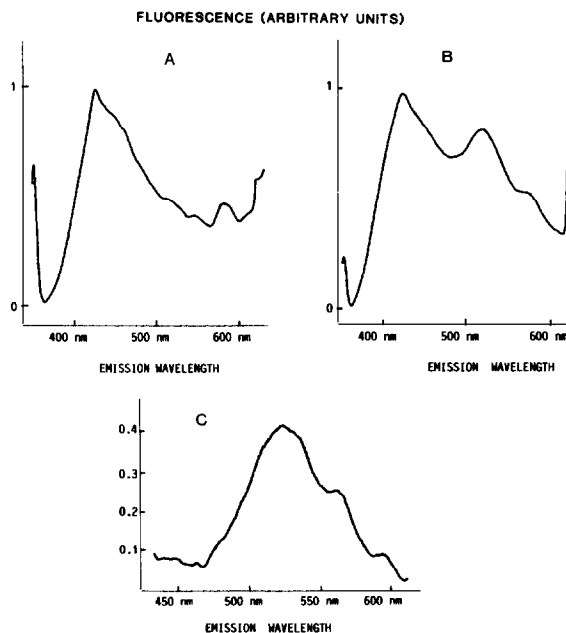 FLUORESCENCE (ARBITRARY UNITS)
A
1
0
400 nm
500 nm
600 nm
EMISSION WAVELENGTH
B
1
0
400 nm
500 nm
600 nm
EMISSION WAVELENGTH
C
0.4
0.3
0.2
0.1
450 nm
500 nm
550 nm
600 nm
EMISSION WAVELENGTH